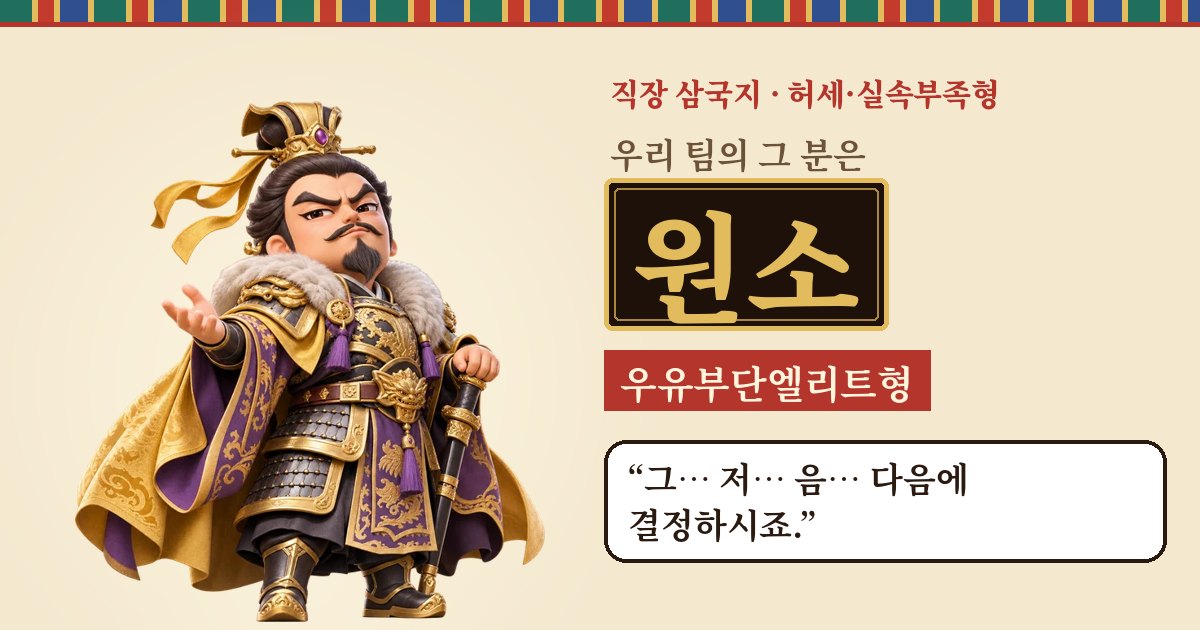 직장 삼국지 · 허세·실속부족형
우리 팀의 그 분은
원소
우유부단엘리트형
“그… 저… 음… 다음에
결정하시죠.”